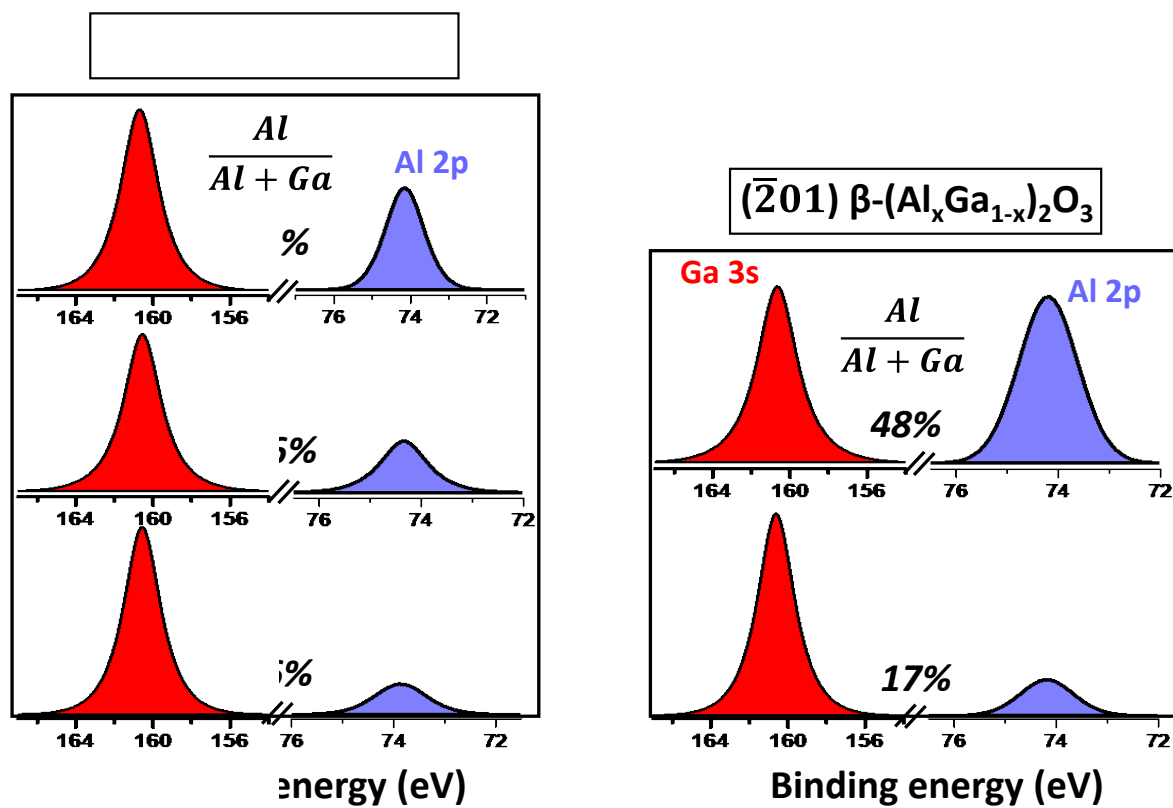 Al
Al + Ga
Al 2p
%
164 160 156 76 74 72
%
164 160 156 76 74 72
%
164 160 156 76 74 72
energy (eV)
(2̅01) β-(AlxGa1-x)2O3
Ga 3s
Al 2p
Al
Al + Ga
48%
164 160 156 76 74 72
17%
164 160 156 76 74 72
Binding energy (eV)